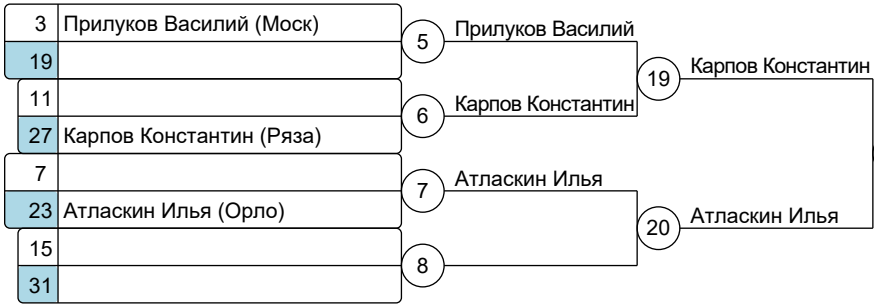 3 Прилуков Василий (Моск)
19
11
27 Карпов Константин (Ряза)
7
23 Атласкин Илья (Орло)
15
31
5 Прилуков Василий
6 Карпов Константин
7 Атласкин Илья
8
19 Карпов Константин
20 Атласкин Илья